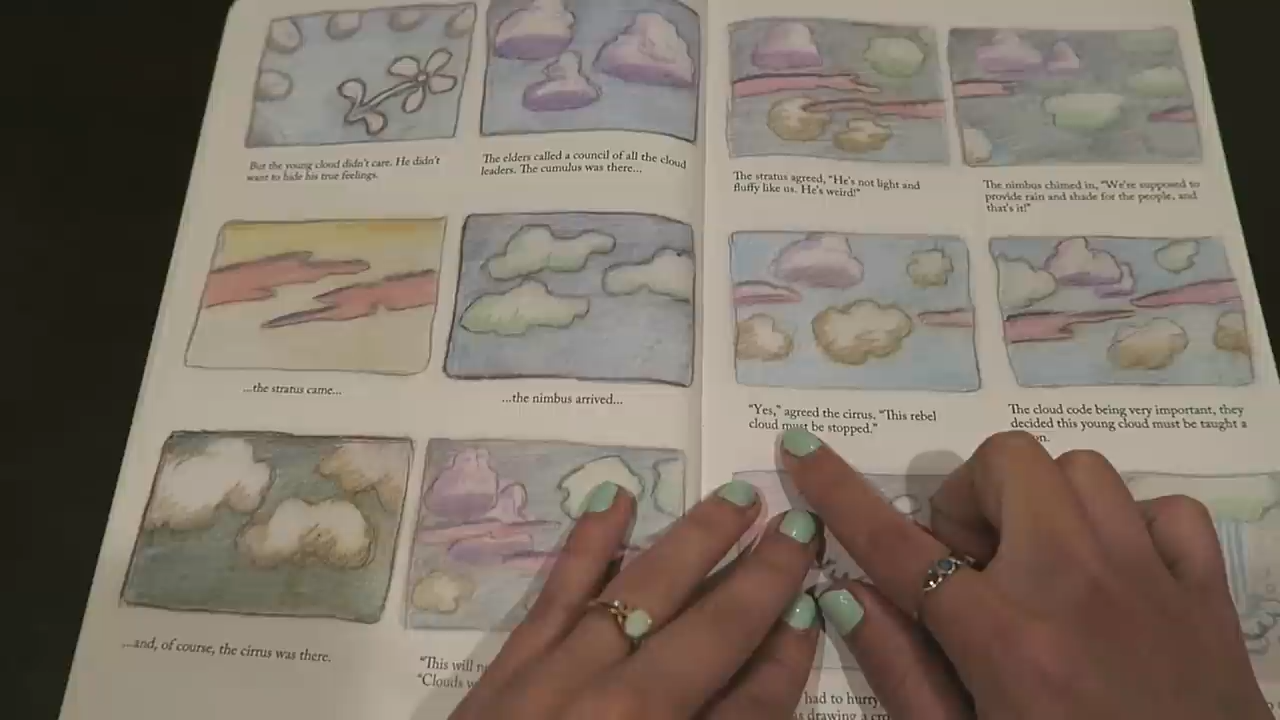 But the young cloud didn't care. He didn't
want to hide his true feelings.
The elders called a council of all the cloud
leaders. The cumulus was there...
...the stratus came...
...the nimbus arrived...
...and, of course, the cirrus was there.
"This will
"Clouds
The stratus agreed, "He's not light and
fluffy like us. He's weird!"
The nimbus chimed in, "We're supposed to
provide rain and shade for the people, and
that's it!"
"Yes," agreed the cirrus. "This rebel
cloud must be stopped."
The cloud code being very important, they
decided this young cloud must be taught a
had to hurry
drawing a